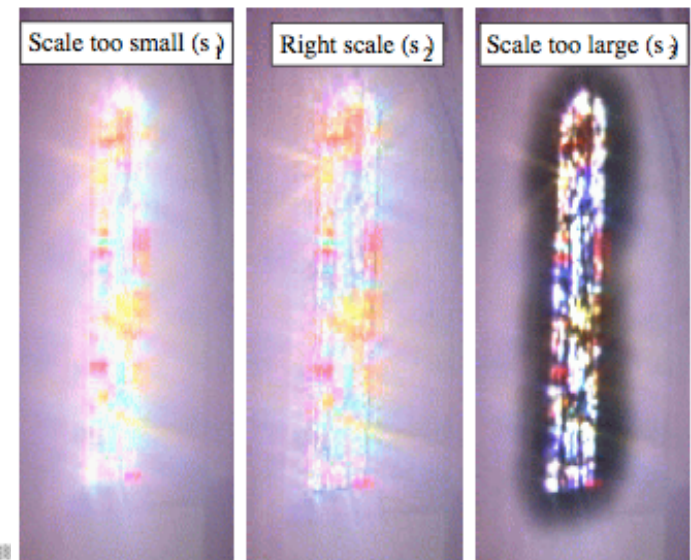 Scale too small (s₁)
Right scale (s₂)
Scale too large (s₃)